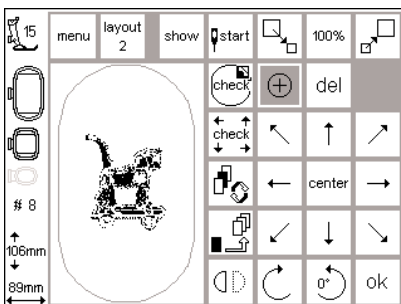 15
menu
layout
2
show
start
100%
check
del
check
center
# 8
106mm
89mm
0°
ok